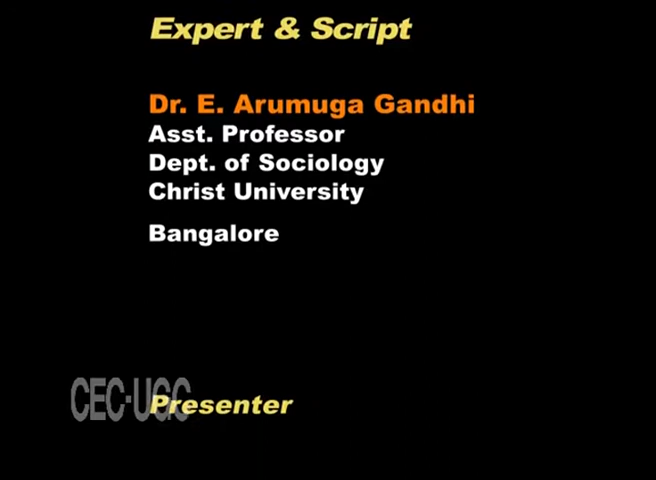 Expert & Script
Dr. E. Arumuga Gandhi
Asst. Professor
Dept. of Sociology
Christ University
Bangalore
CEC-UGC
Presenter